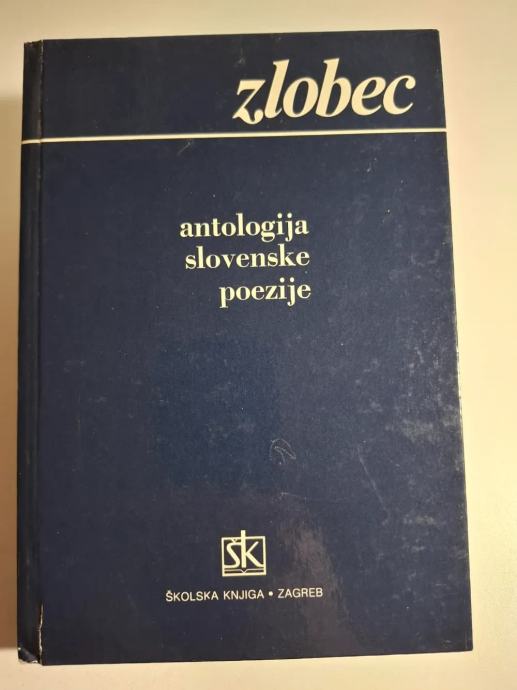 zlobec
antologija
slovenske
poezije
ŠK
ŠKOLSKA KNJIGA • ZAGREB